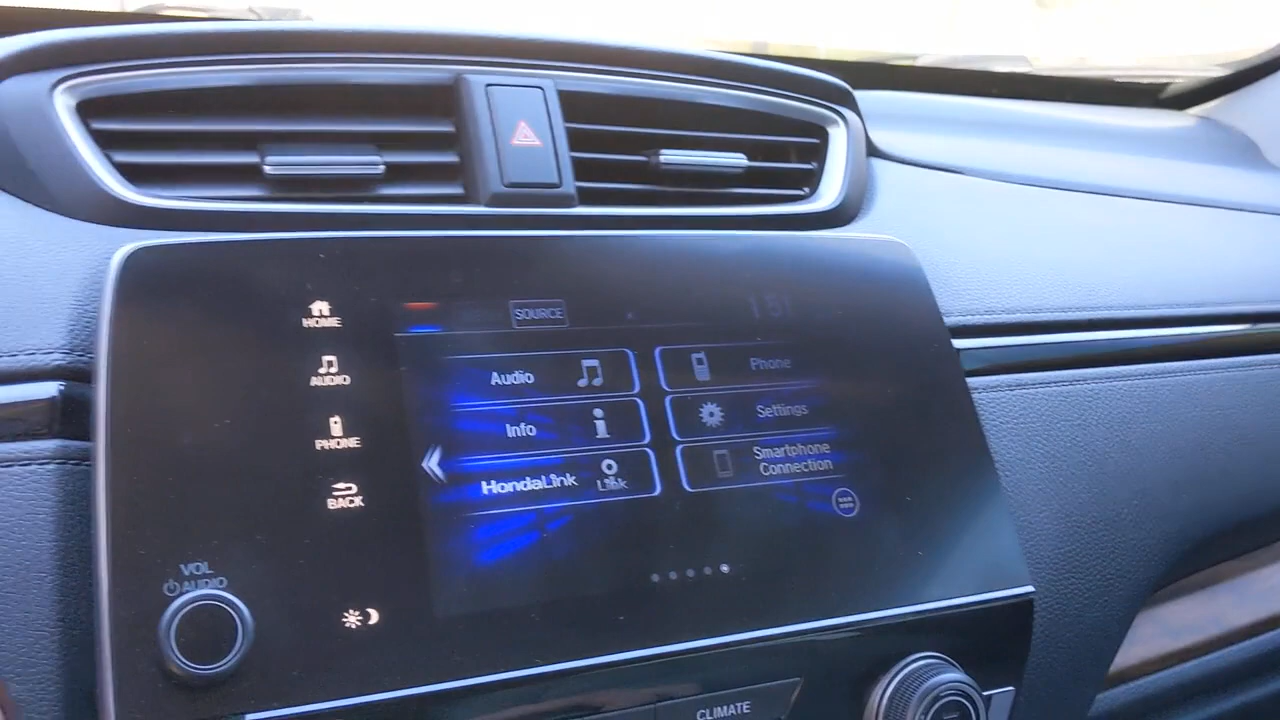 HOME
SOURCE
AUDIO
Audio
Phone
PHONE
Info
Settings
BACK
HondaLink
Link
Smartphone
Connection
VOL
AUDIO
CLIMATE